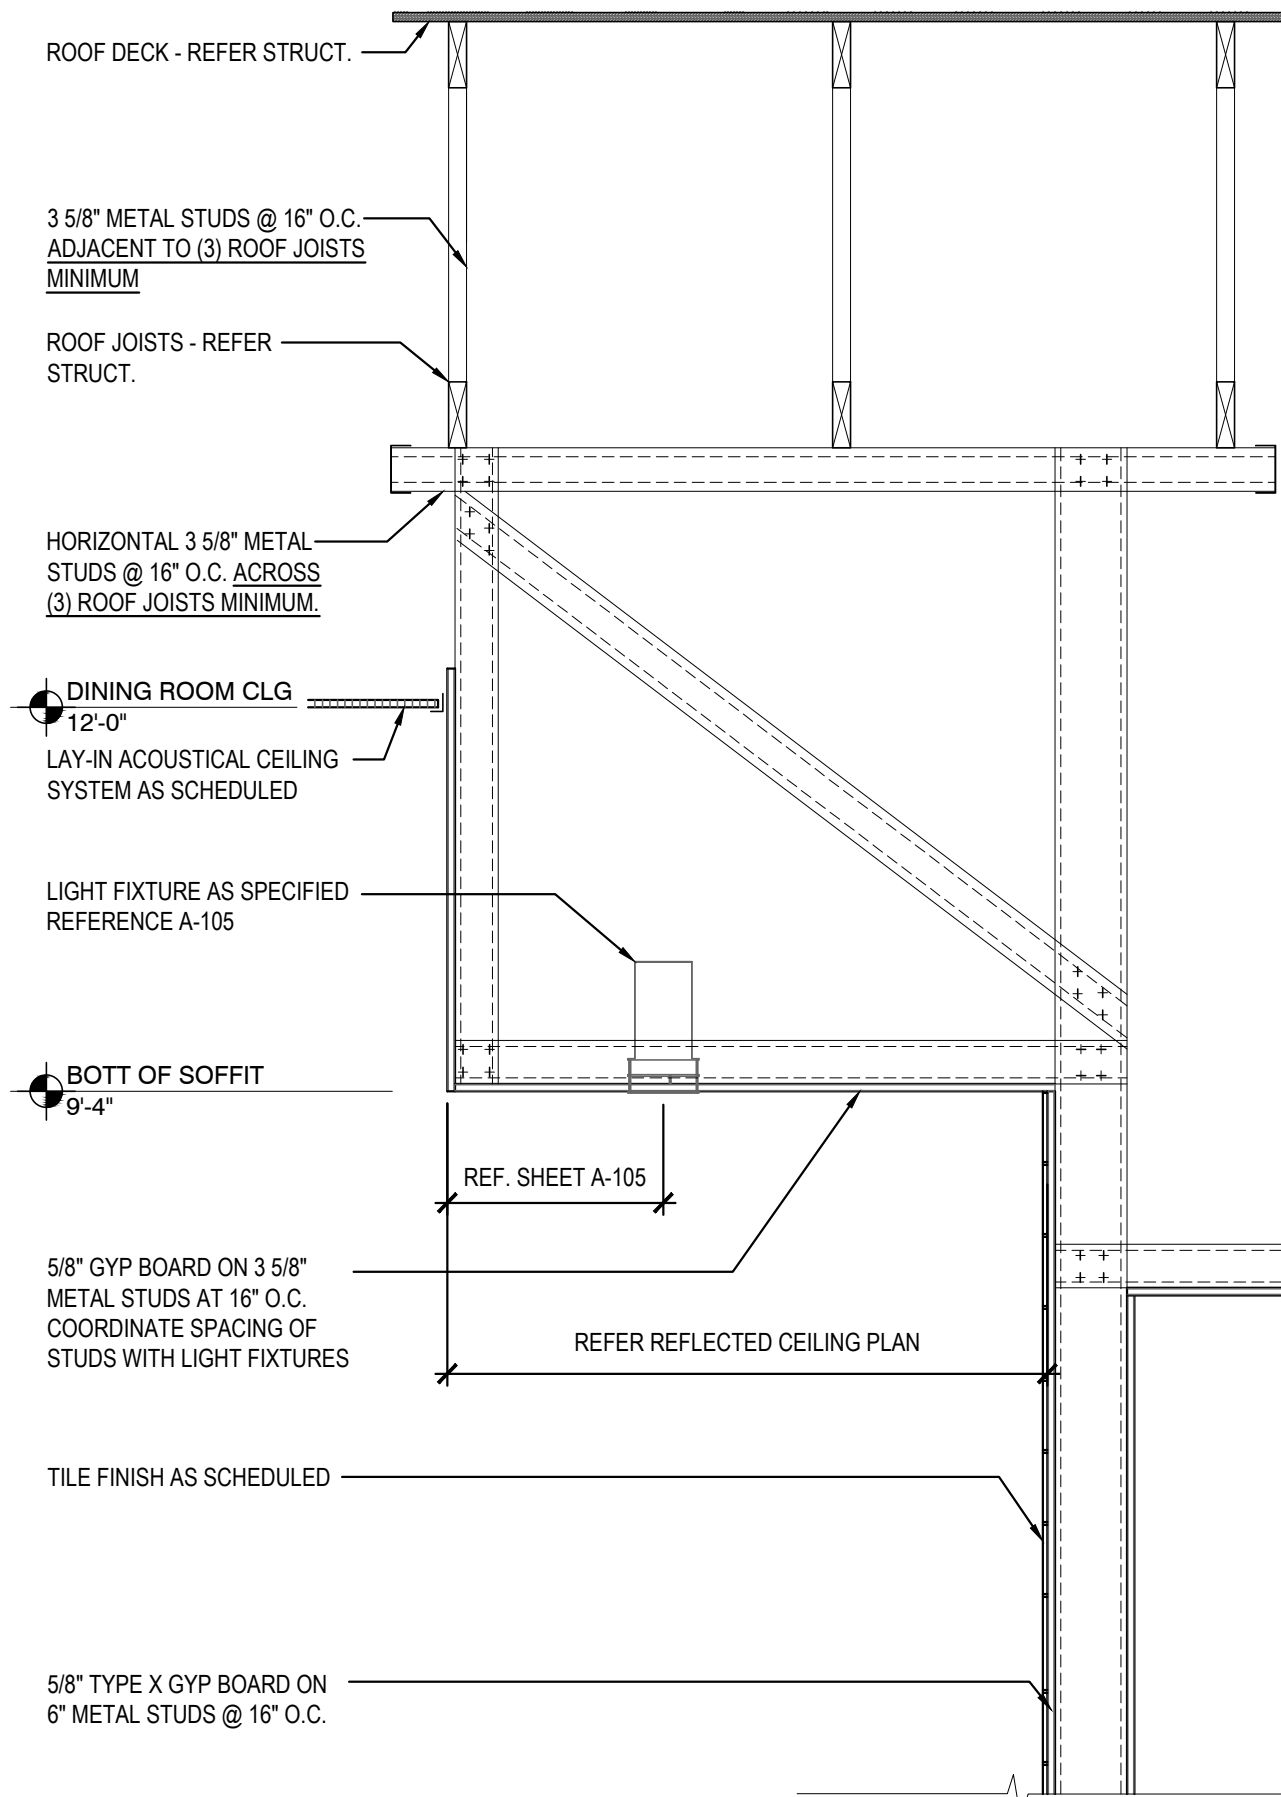 ROOF DECK - REFER STRUCT.
3 5/8" METAL STUDS @ 16" O.C.
ADJACENT TO (3) ROOF JOISTS
MINIMUM
ROOF JOISTS - REFER
STRUCT.
HORIZONTAL 3 5/8" METAL
STUDS @ 16" O.C. ACROSS
(3) ROOF JOISTS MINIMUM.
DINING ROOM CLG
12'-0"
LAY-IN ACOUSTICAL CEILING
SYSTEM AS SCHEDULED
LIGHT FIXTURE AS SPECIFIED
REFERENCE A-105
BOTT OF SOFFIT
9'-4"
REF. SHEET A-105
5/8" GYP BOARD ON 3 5/8"
METAL STUDS AT 16" O.C.
COORDINATE SPACING OF
STUDS WITH LIGHT FIXTURES
REFER REFLECTED CEILING PLAN
TILE FINISH AS SCHEDULED
5/8" TYPE X GYP BOARD ON
6" METAL STUDS @ 16" O.C.